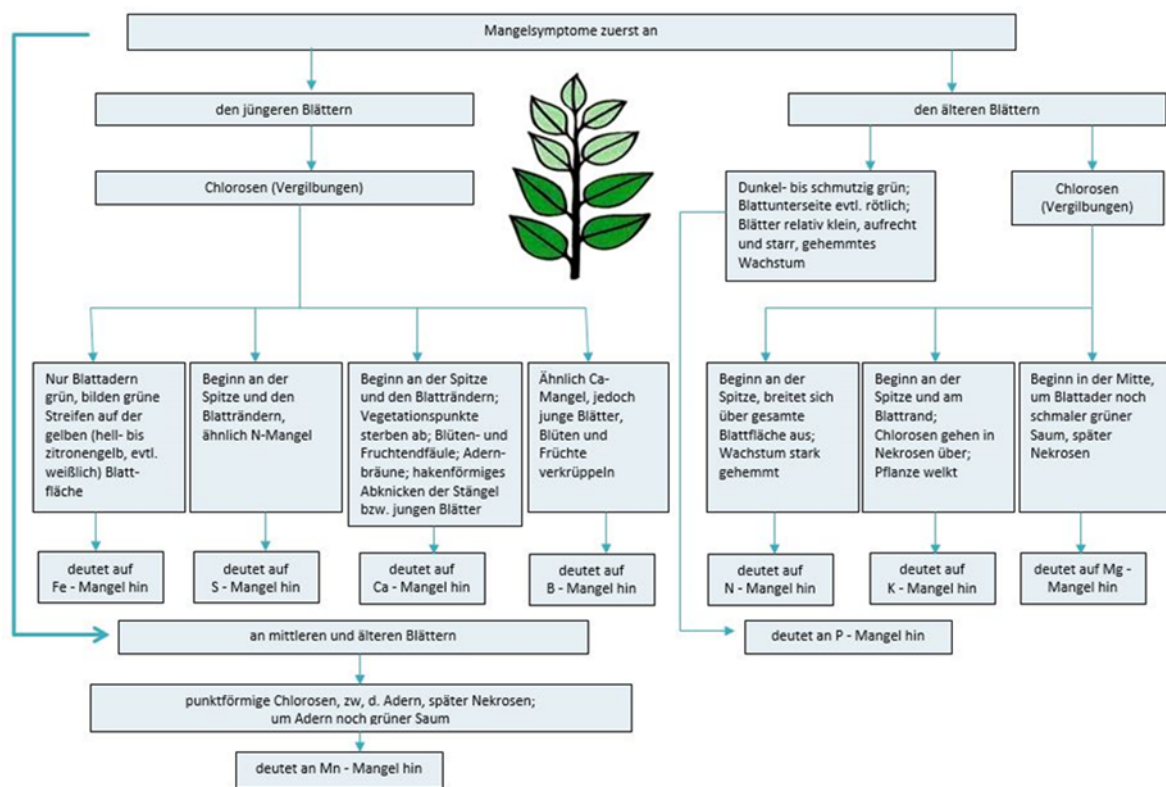 Mangelsymptome zuerst an
den jüngeren Blättern
den älteren Blättern
Chlorosen (Vergilbungen)
Dunkel- bis schmutzig grün;
Blattunterseite evtl. rötlich;
Blätter relativ klein, aufrecht
und starr, gehemmtes
Wachstum
Chlorosen
(Vergilbungen)
Nur Blattadern
grün, bilden grüne
Streifen auf der
gelben (hell- bis
zitronengelb, evtl.
weißlich) Blatt-
fläche
Beginn an der
Spitze und den
Blatträndern,
ähnlich N-Mangel
Beginn an der Spitze
und den Blatträndern;
Vegetationspunkte
sterben ab; Blüten- und
Fruchtendfäule; Adern-
bräune; hakenförmiges
Abknicken der Stängel
bzw. jungen Blätter
Ähnlich Ca-
Mangel, jedoch
junge Blätter,
Blüten und
Früchte
verkrüppeln
Beginn an der
Spitze, breitet sich
über gesamte
Blattfläche aus;
Wachstum stark
gehemmt
Beginn an der
Spitze und am
Blattrand;
Chlorosen gehen in
Nekrosen über;
Pflanze welkt
Beginn in der Mitte,
um Blattader noch
schmaler grüner
Saum, später
Nekrosen
deutet auf
Fe - Mangel hin
deutet auf
S - Mangel hin
deutet auf
Ca - Mangel hin
deutet auf
B - Mangel hin
deutet auf
N - Mangel hin
deutet auf
K - Mangel hin
deutet auf Mg -
Mangel hin
an mittleren und älteren Blättern
deutet an P - Mangel hin
punktförmige Chlorosen, zw, d. Adern, später Nekrosen;
um Adern noch grüner Saum
deutet an Mn - Mangel hin